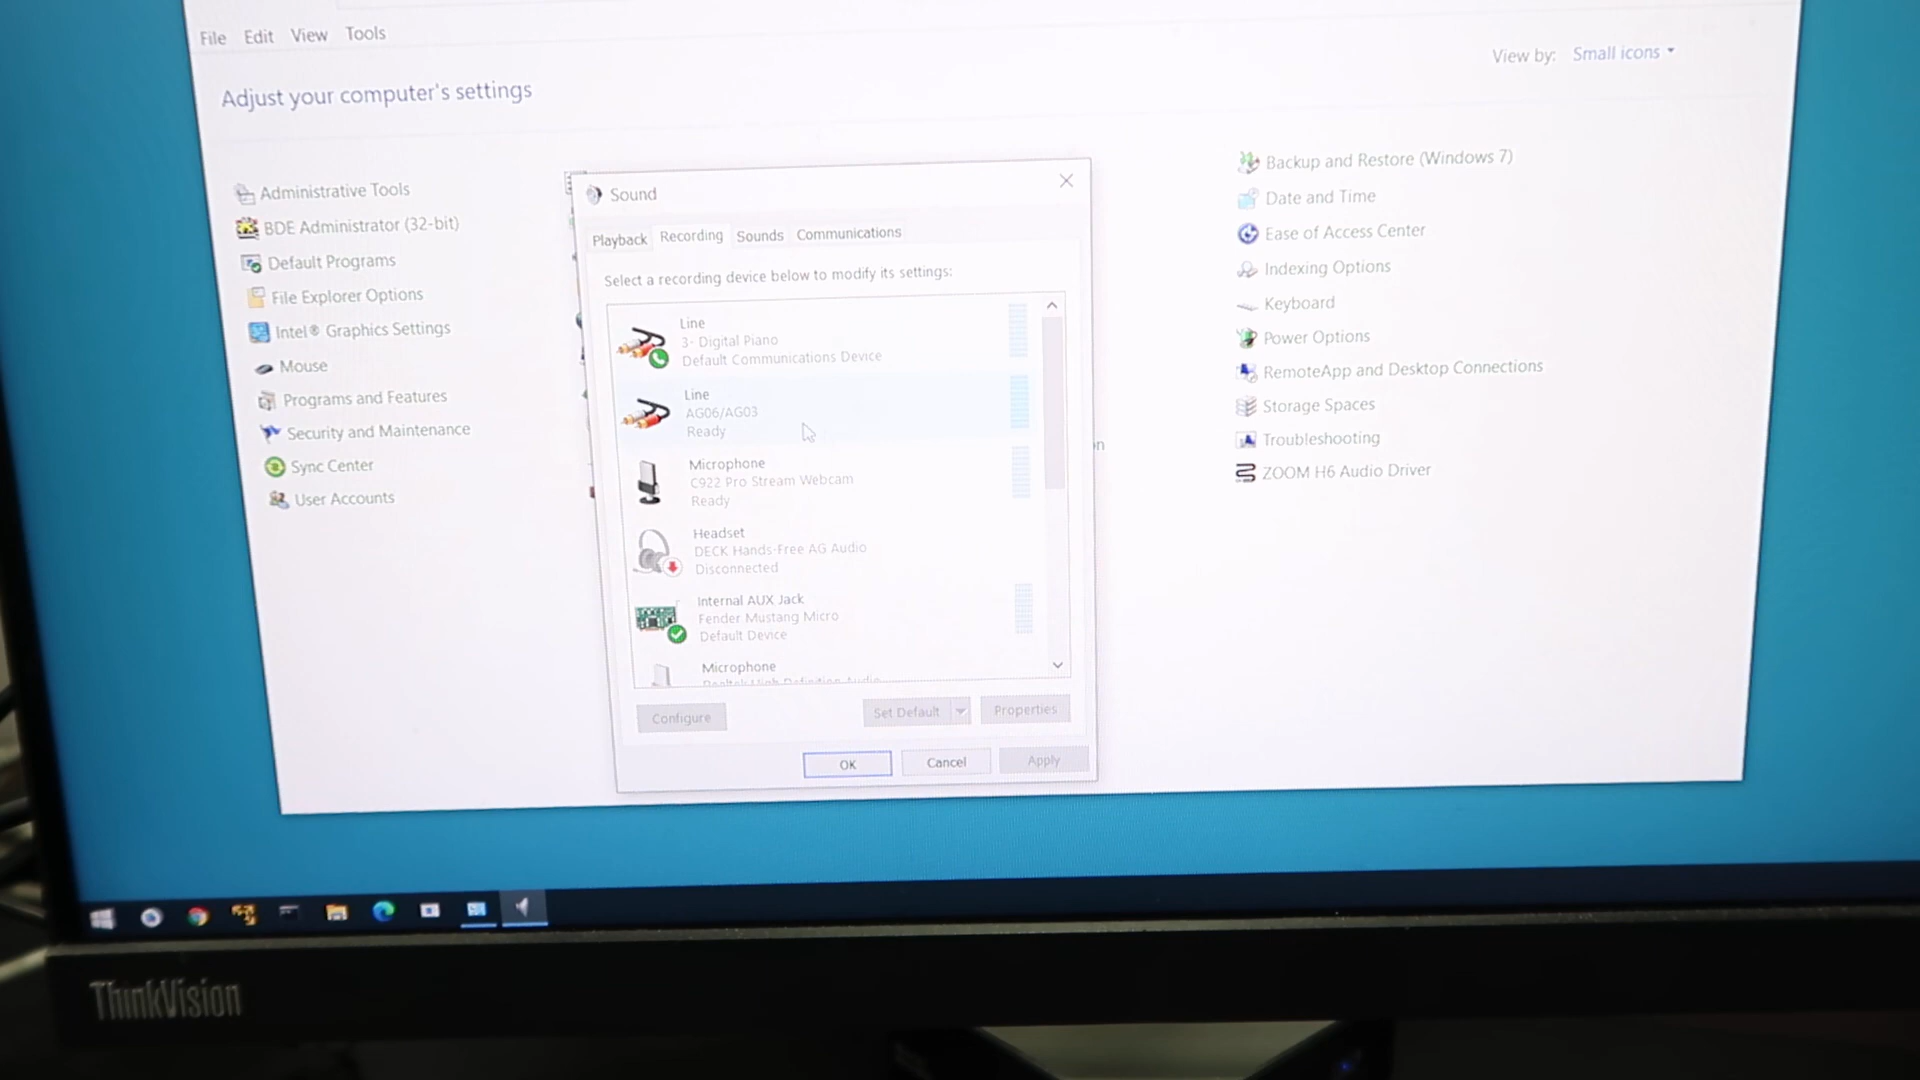 File Edit View Tools
View by: Small icons
Adjust your computer's settings
Administrative Tools
BDE Administrator (32-bit)
Default Programs
File Explorer Options
Intel® Graphics Settings
Mouse
Programs and Features
Security and Maintenance
Sync Center
User Accounts
Sound
Playback Recording Sounds Communications
Select a recording device below to modify its settings:
Line
3- Digital Piano
Default Communications Device
Line
AG06/AG03
Ready
Microphone
C922 Pro Stream Webcam
Ready
Headset
DECK Hands-Free AG Audio
Disconnected
Internal AUX Jack
Fender Mustang Micro
Default Device
Microphone
Configure Set Default Properties
OK Cancel Apply
Backup and Restore (Windows 7)
Date and Time
Ease of Access Center
Indexing Options
Keyboard
Power Options
RemoteApp and Desktop Connections
Storage Spaces
Troubleshooting
ZOOM H6 Audio Driver
ThinkVision